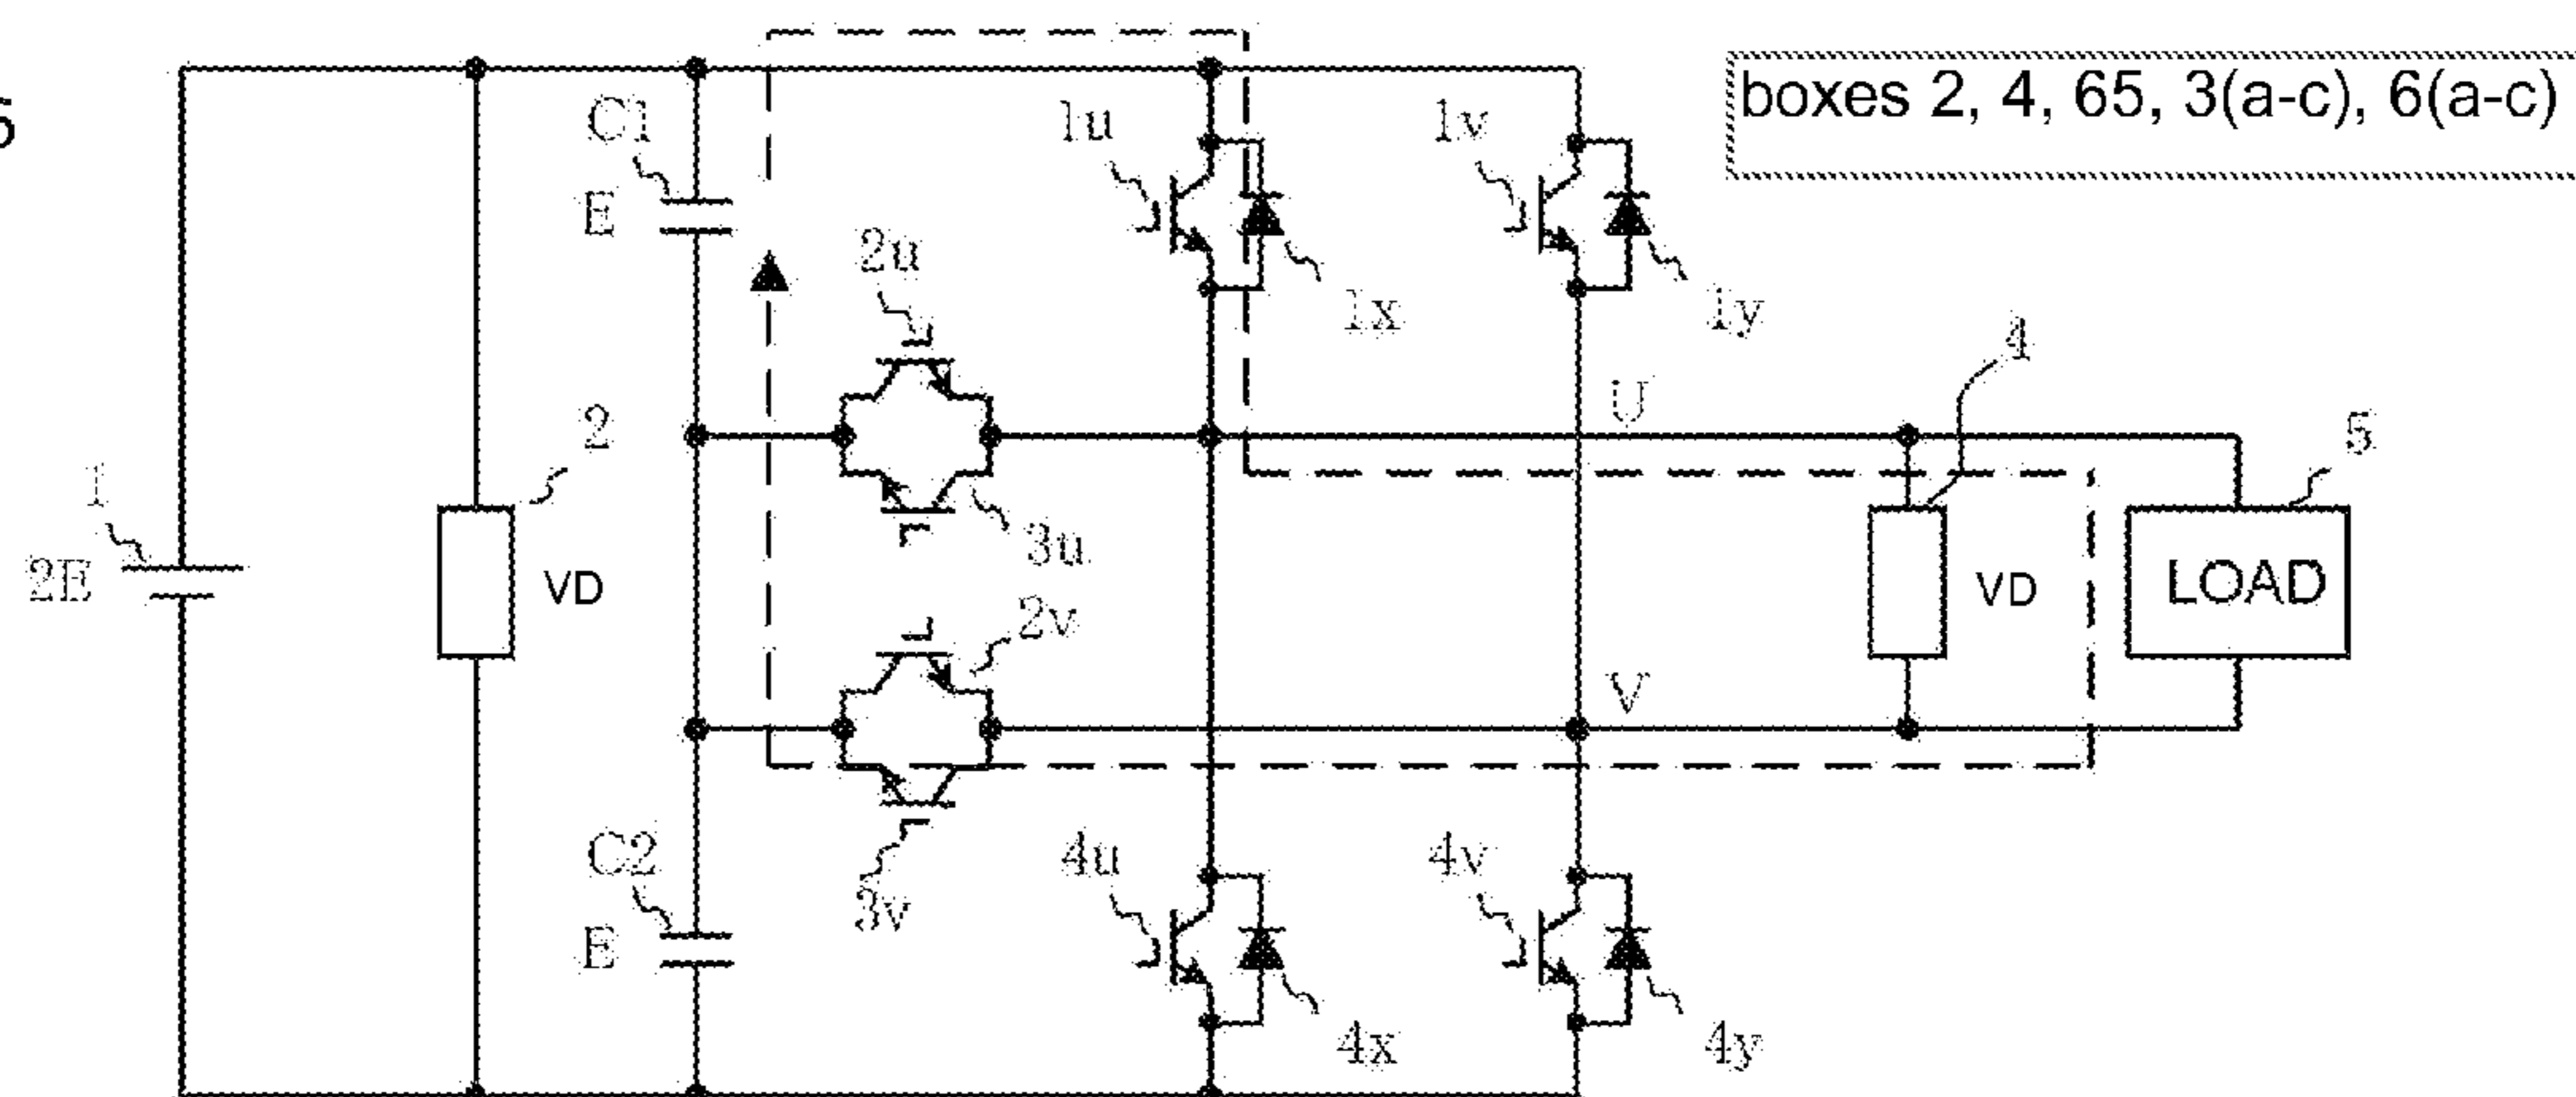 boxes 2, 4, 65, 3(a-c), 6(a-c)
5
C1
1u
1v
E
2u
1x
1y
4
U
2
5
1
3u
2E
VD
VD
LOAD
2v
V
C2
4u
4v
3v
E
4x
4y